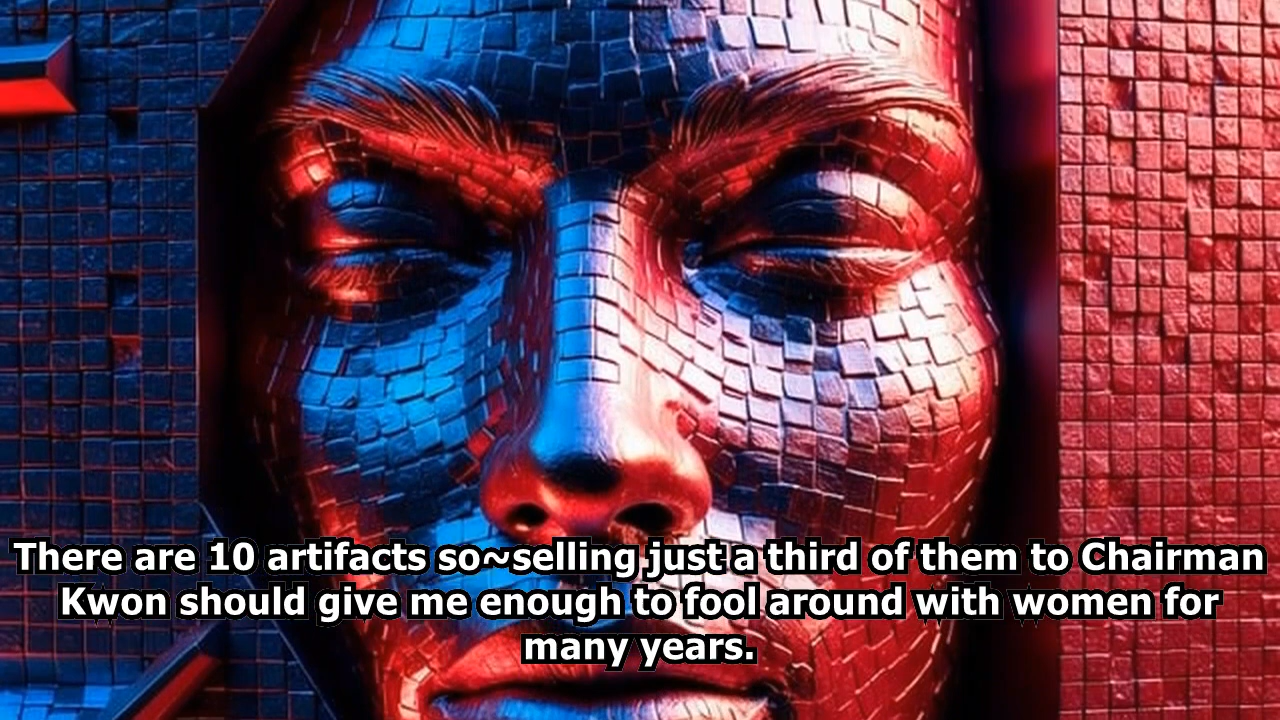 There are 10 artifacts so~selling just a third of them to Chairman
Kwon should give me enough to fool around with women for
many years.